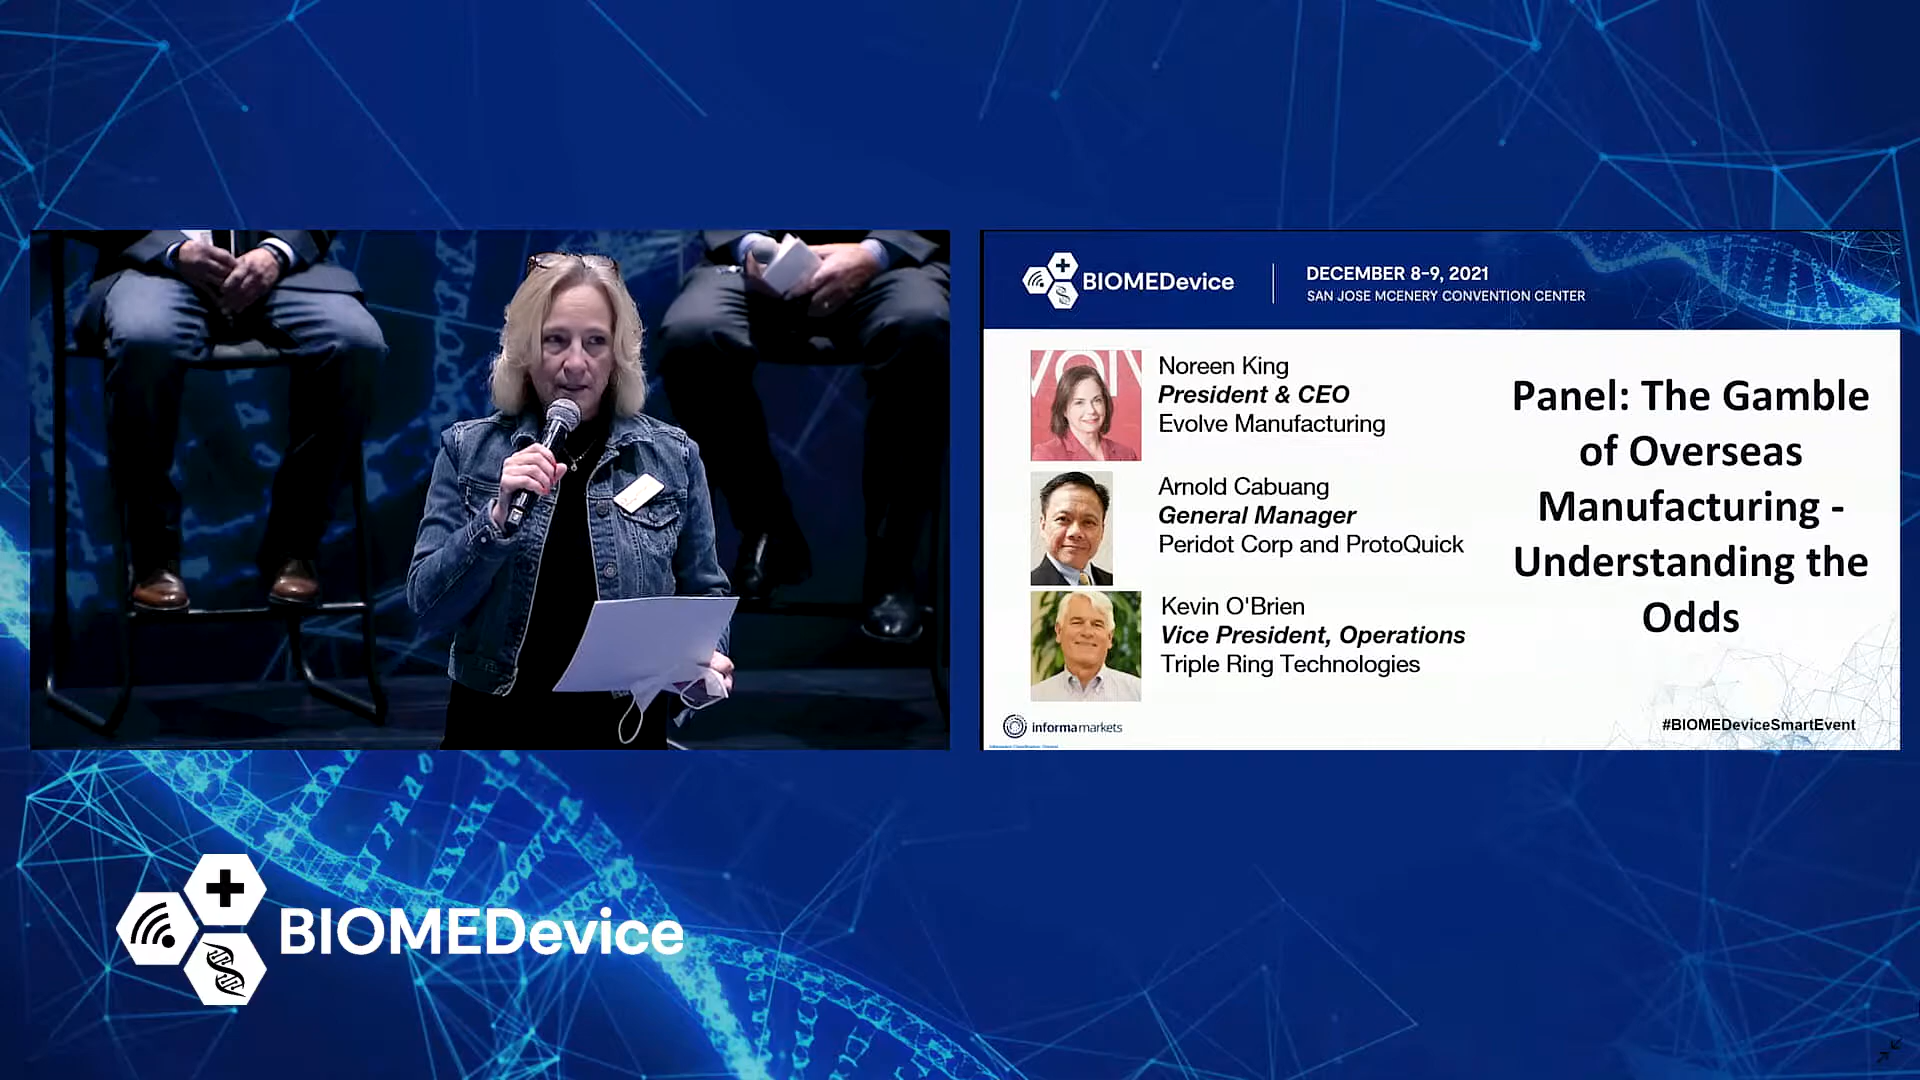 BIOMEDevice
DECEMBER 8-9, 2021
SAN JOSE MCENERY CONVENTION CENTER
Noreen King
President & CEO
Evolve Manufacturing
Arnold Cabuang
General Manager
Peridot Corp and ProtoQuick
Kevin O'Brien
Vice President, Operations
Triple Ring Technologies
Panel: The Gamble
of Overseas
Manufacturing -
Understanding the
Odds
informa markets
#BIOMEDeviceSmartEvent
BIOMEDevice